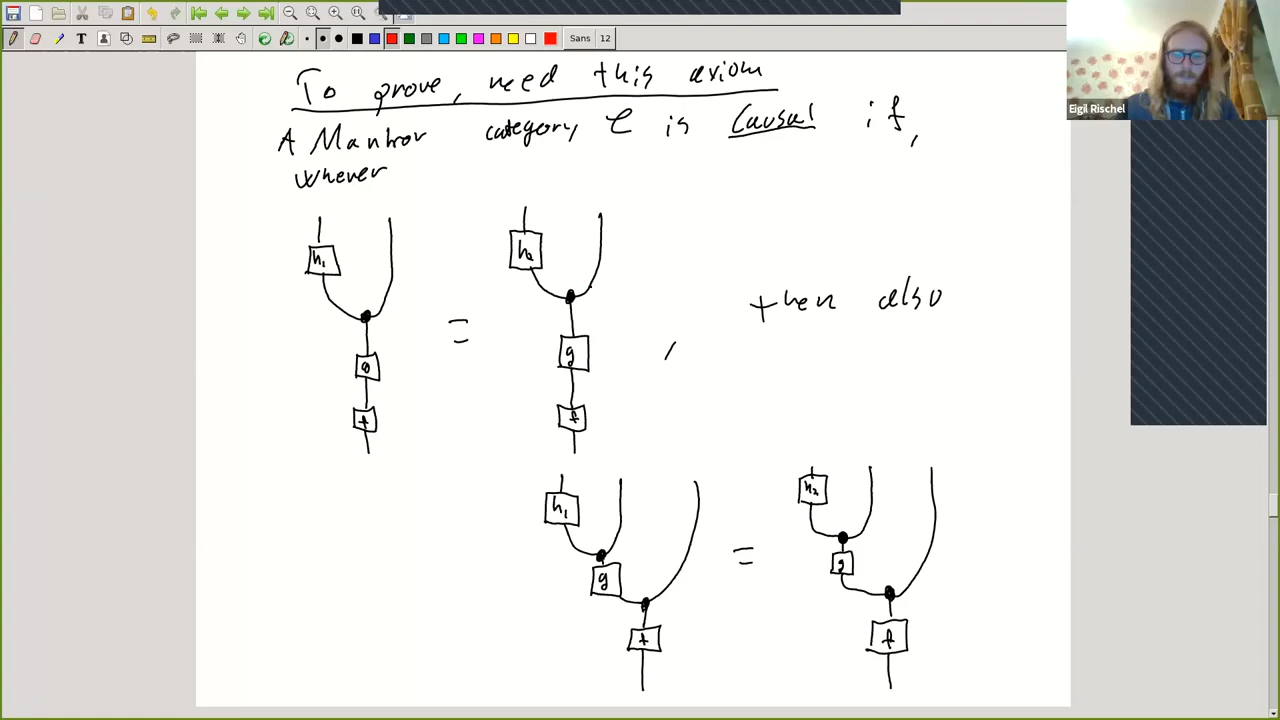 Sans 12
Eigil Rischel
To prove, need this axiom
A Markov category C is Causal if,
whever
h₁ h₂
= , then also
g g
f f
h₁ h₂
g = g
f f